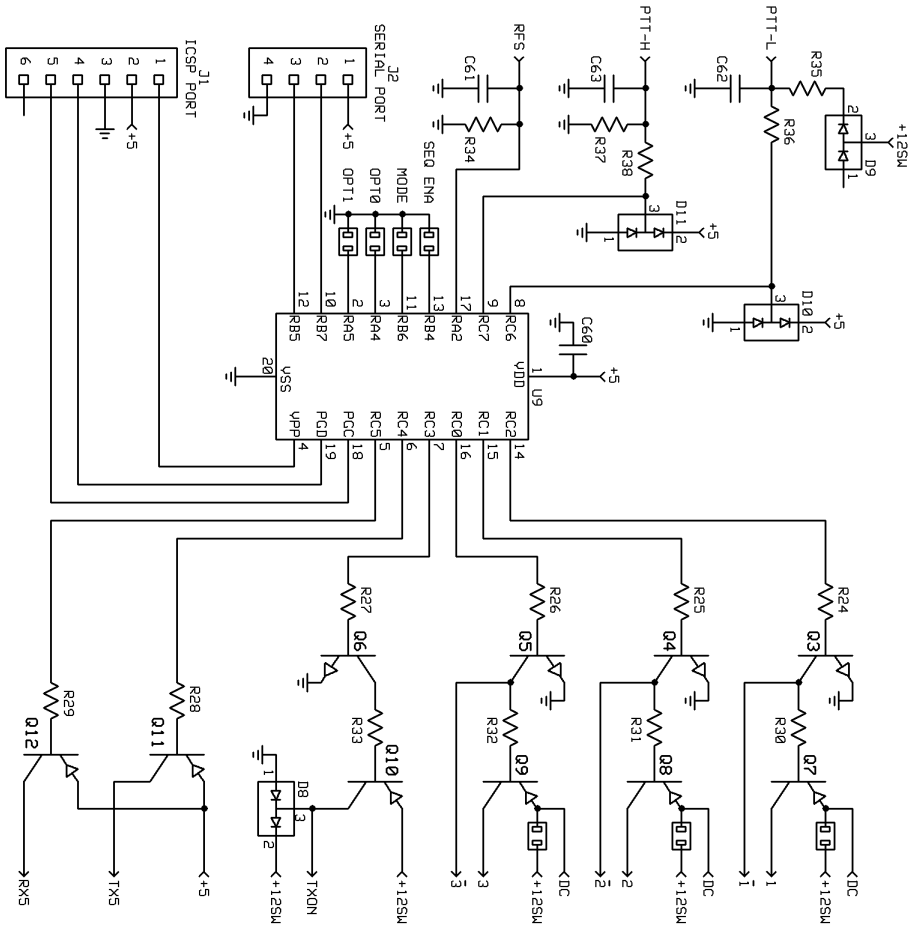 PTT-L
PTT-H
RFS
J2
SERIAL PORT
J1
ICSP PORT
R35
+12SW
2
3
D9
1
C62
R36
C63
R37
R38
C61
R34
D11
3
2
1
+5
D10
3
2
1
+5
1
2
3
4
+5
1
2
3
4
5
6
+5
SEQ ENA
MODE
OPT0
OPT1
C60
+5
8
9
17
13
11
3
2
10
12
RC6
RC7
RA2
RB4
RB6
RA4
RA5
RB7
RB5
1
VDD
U9
20
VSS
RC2
RC1
RC0
RC3
RC4
RC5
PGC
PGD
VPP
14
15
16
7
6
5
18
19
4
R24
R25
R26
R27
Q3
Q4
Q5
Q6
R30
R31
R32
R33
R28
R29
Q7
Q8
Q9
Q10
Q11
Q12
D8
1
3
2
DC
+12SW
1
1'
DC
+12SW
2
2'
DC
+12SW
3
3'
+12SW
TXON
+12SW
+5
TX5
RX5